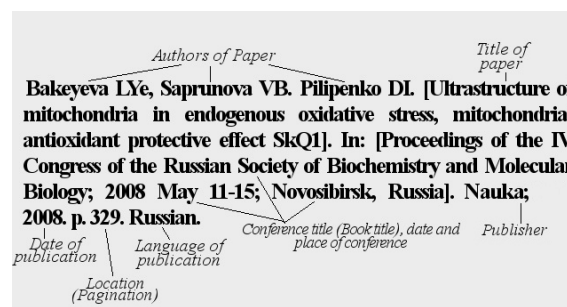 Authors of Paper
Title of
paper
Bakeyeva LYe, Saprunova VB. Pilipenko DI. [Ultrastructure of
mitochondria in endogenous oxidative stress, mitochondria
antioxidant protective effect SkQ1]. In: [Proceedings of the IV
Congress of the Russian Society of Biochemistry and Molecular
Biology; 2008 May 11-15; Novosibirsk, Russia]. Nauka;
2008. p. 329. Russian.
Date of
publication
Language of
publication
Conference title (Book title), date and
place of conference
Publisher
Location
(Pagination)